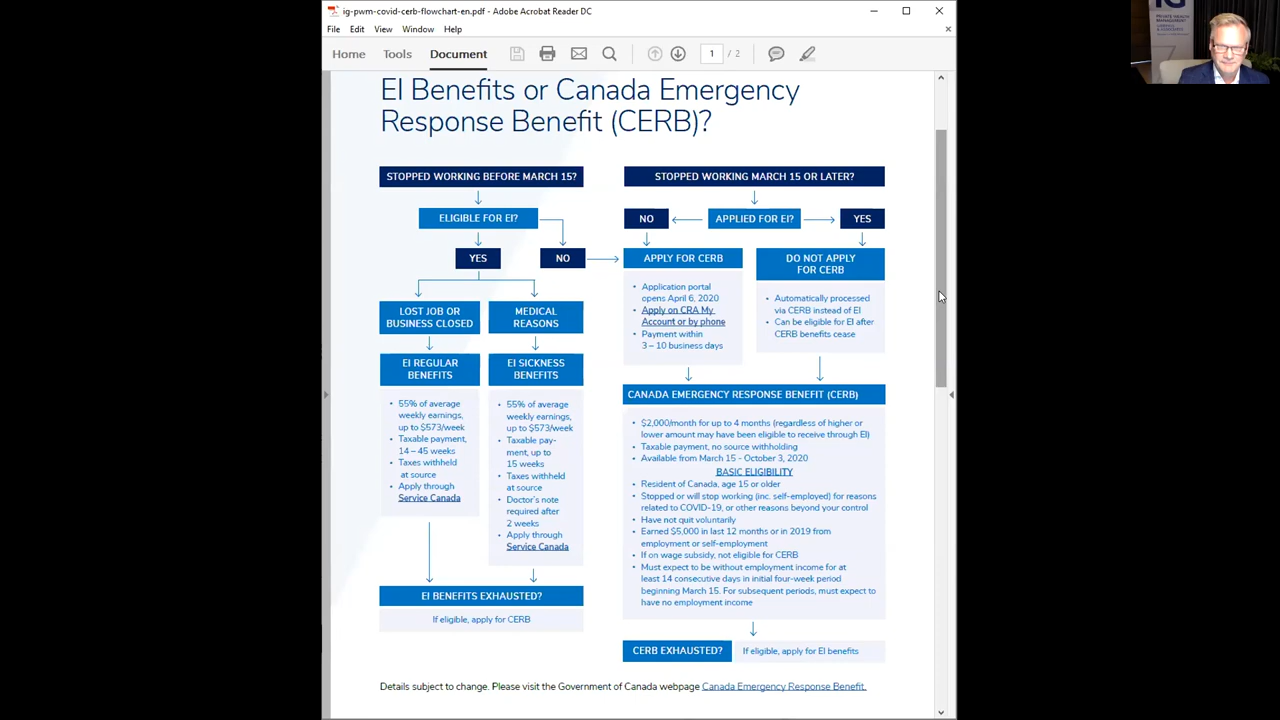 ig-pwm-covid-cerb-flowchart-en.pdf - Adobe Acrobat Reader DC
File Edit View Window Help
Home Tools Document 1 / 2
EI Benefits or Canada Emergency
Response Benefit (CERB)?
STOPPED WORKING BEFORE MARCH 15?
ELIGIBLE FOR EI?
YES
NO
LOST JOB OR
BUSINESS CLOSED
EI REGULAR
BENEFITS
• 55% of average
weekly earnings,
up to $573/week
• Taxable payment,
14 – 45 weeks
• Taxes withheld
at source
• Apply through
Service Canada
MEDICAL
REASONS
EI SICKNESS
BENEFITS
• 55% of average
weekly earnings,
up to $573/week
• Taxable pay-
ment, up to
15 weeks
• Taxes withheld
at source
• Doctor's note
required after
2 weeks
• Apply through
Service Canada
EI BENEFITS EXHAUSTED?
If eligible, apply for CERB
STOPPED WORKING MARCH 15 OR LATER?
NO
APPLIED FOR EI?
YES
APPLY FOR CERB
• Application portal
opens April 6, 2020
• Apply on CRA My
Account or by phone
• Payment within
3 – 10 business days
DO NOT APPLY
FOR CERB
• Automatically processed
via CERB instead of EI
• Can be eligible for EI after
CERB benefits cease
CANADA EMERGENCY RESPONSE BENEFIT (CERB)
• $2,000/month for up to 4 months (regardless of higher or
lower amount may have been eligible to receive through EI)
• Taxable payment, no source withholding
• Available from March 15 - October 3, 2020
BASIC ELIGIBILITY
• Resident of Canada, age 15 or older
• Stopped or will stop working (inc. self-employed) for reasons
related to COVID-19, or other reasons beyond your control
• Have not quit voluntarily
• Earned $5,000 in last 12 months or in 2019 from
employment or self-employment
• If on wage subsidy, not eligible for CERB
• Must expect to be without employment income for at
least 14 consecutive days in initial four-week period
beginning March 15. For subsequent periods, must expect to
have no employment income
CERB EXHAUSTED?
If eligible, apply for EI benefits
Details subject to change. Please visit the Government of Canada webpage Canada Emergency Response Benefit.